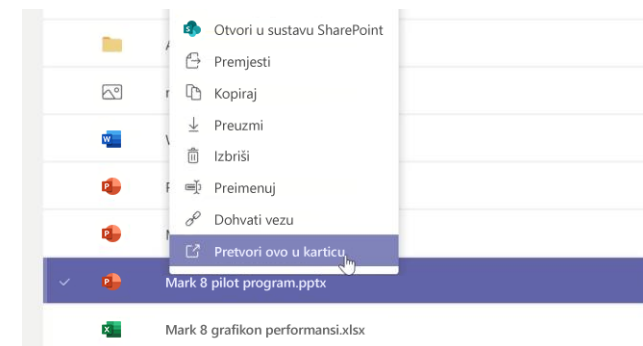 Otvori u sustavu SharePoint
Premjesti
Kopiraj
Preuzmi
Izbriši
Preimenuj
Dohvati vezu
Pretvori ovo u karticu
Mark 8 pilot program.pptx
Mark 8 grafikon performansi.xlsx